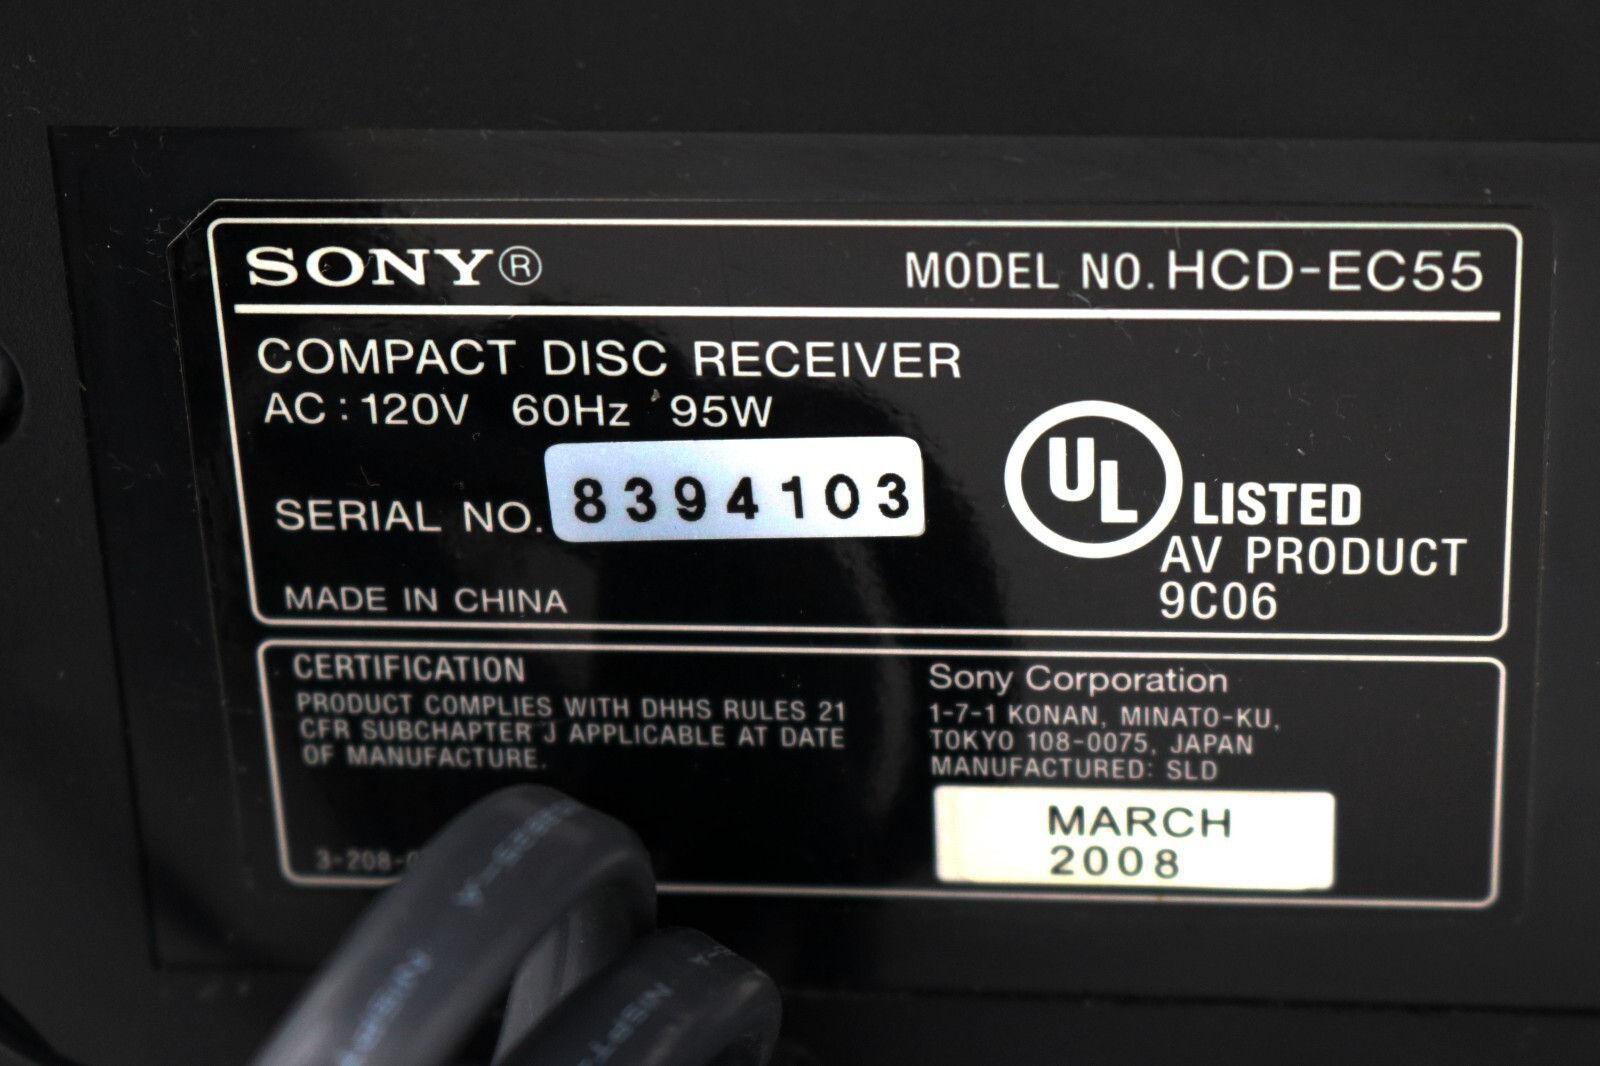 SONY®
MODEL NO. HCD-EC55
COMPACT DISC RECEIVER
AC : 120V 60Hz 95W
SERIAL NO. 8394103
UL LISTED
AV PRODUCT
9C06
MADE IN CHINA
CERTIFICATION
PRODUCT COMPLIES WITH DHHS RULES 21
CFR SUBCHAPTER J APPLICABLE AT DATE
OF MANUFACTURE.
3-208-
Sony Corporation
1-7-1 KONAN, MINATO-KU,
TOKYO 108-0075, JAPAN
MANUFACTURED: SLD
MARCH
2008